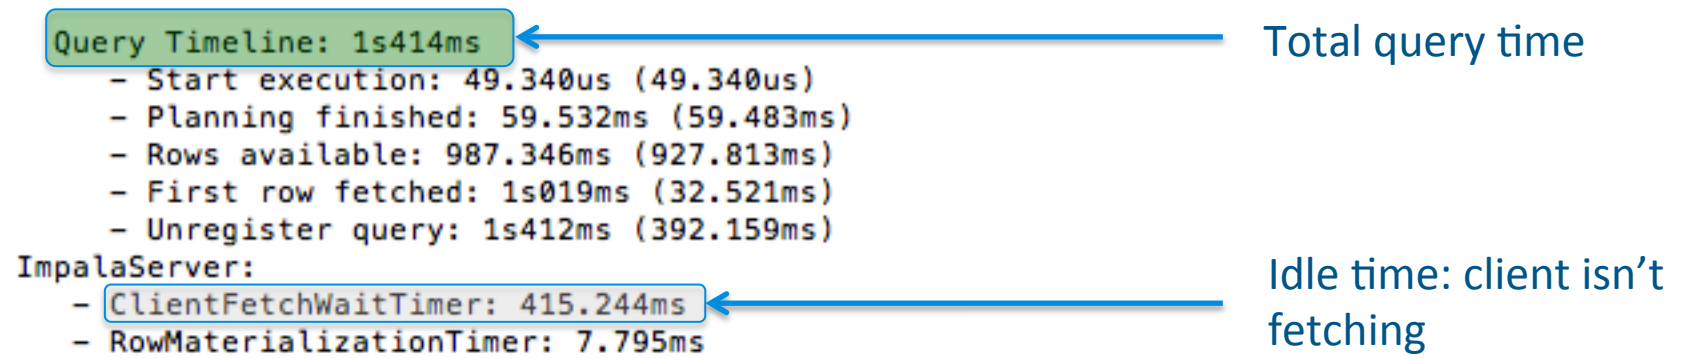 Query Timeline: 1s414ms
Total query time
- Start execution: 49.340us (49.340us)
- Planning finished: 59.532ms (59.483ms)
- Rows available: 987.346ms (927.813ms)
- First row fetched: 1s019ms (32.521ms)
- Unregister query: 1s412ms (392.159ms)
ImpalaServer:
- ClientFetchWaitTimer: 415.244ms
- RowMaterializationTimer: 7.795ms
Idle time: client isn’t
fetching